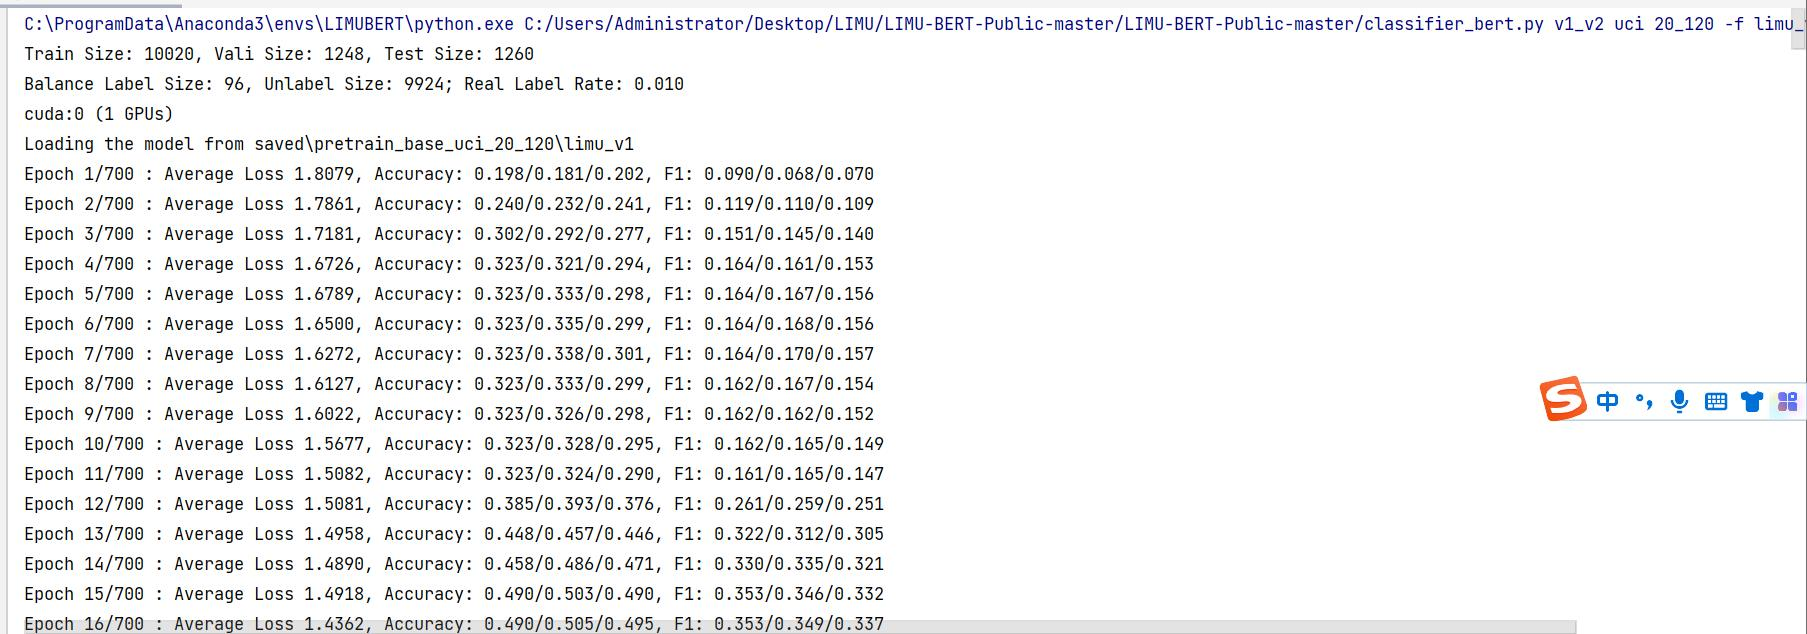 C:\ProgramData\Anaconda3\envs\LIMUBERT\python.exe C:/Users/Administrator/Desktop/LIMU/LIMU-BERT-Public-master/LIMU-BERT-Public-master/classifier_bert.py v1_v2 uci 20_120 -f limu_
Train Size: 10020, Vali Size: 1248, Test Size: 1260
Balance Label Size: 96, Unlabel Size: 9924; Real Label Rate: 0.010
cuda:0 (1 GPUs)
Loading the model from saved\pretrain_base_uci_20_120\limu_v1
Epoch 1/700 : Average Loss 1.8079, Accuracy: 0.198/0.181/0.202, F1: 0.090/0.068/0.070
Epoch 2/700 : Average Loss 1.7861, Accuracy: 0.240/0.232/0.241, F1: 0.119/0.110/0.109
Epoch 3/700 : Average Loss 1.7181, Accuracy: 0.302/0.292/0.277, F1: 0.151/0.145/0.140
Epoch 4/700 : Average Loss 1.6726, Accuracy: 0.323/0.321/0.294, F1: 0.164/0.161/0.153
Epoch 5/700 : Average Loss 1.6789, Accuracy: 0.323/0.333/0.298, F1: 0.164/0.167/0.156
Epoch 6/700 : Average Loss 1.6500, Accuracy: 0.323/0.335/0.299, F1: 0.164/0.168/0.156
Epoch 7/700 : Average Loss 1.6272, Accuracy: 0.323/0.338/0.301, F1: 0.164/0.170/0.157
Epoch 8/700 : Average Loss 1.6127, Accuracy: 0.323/0.333/0.299, F1: 0.162/0.167/0.154
Epoch 9/700 : Average Loss 1.6022, Accuracy: 0.323/0.326/0.298, F1: 0.162/0.162/0.152
Epoch 10/700 : Average Loss 1.5677, Accuracy: 0.323/0.328/0.295, F1: 0.162/0.165/0.149
Epoch 11/700 : Average Loss 1.5082, Accuracy: 0.323/0.324/0.290, F1: 0.161/0.165/0.147
Epoch 12/700 : Average Loss 1.5081, Accuracy: 0.385/0.393/0.376, F1: 0.261/0.259/0.251
Epoch 13/700 : Average Loss 1.4958, Accuracy: 0.448/0.457/0.446, F1: 0.322/0.312/0.305
Epoch 14/700 : Average Loss 1.4890, Accuracy: 0.458/0.486/0.471, F1: 0.330/0.335/0.321
Epoch 15/700 : Average Loss 1.4918, Accuracy: 0.490/0.503/0.490, F1: 0.353/0.346/0.332
Epoch 16/700 : Average Loss 1.4362, Accuracy: 0.490/0.505/0.495, F1: 0.353/0.349/0.337
中